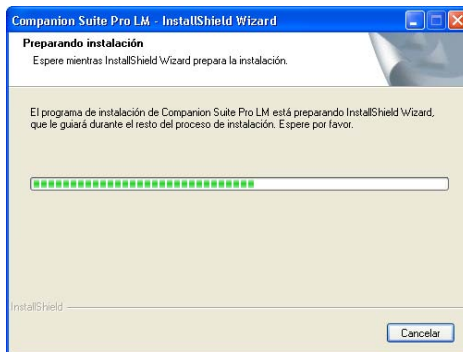 Companion Suite Pro LM - InstallShield Wizard
Preparando instalación
Espere mientras InstallShield Wizard prepara la instalación.
El programa de instalación de Companion Suite Pro LM está preparando InstallShield Wizard,
que le guiará durante el resto del proceso de instalación. Espere por favor.
InstallShield
Cancelar